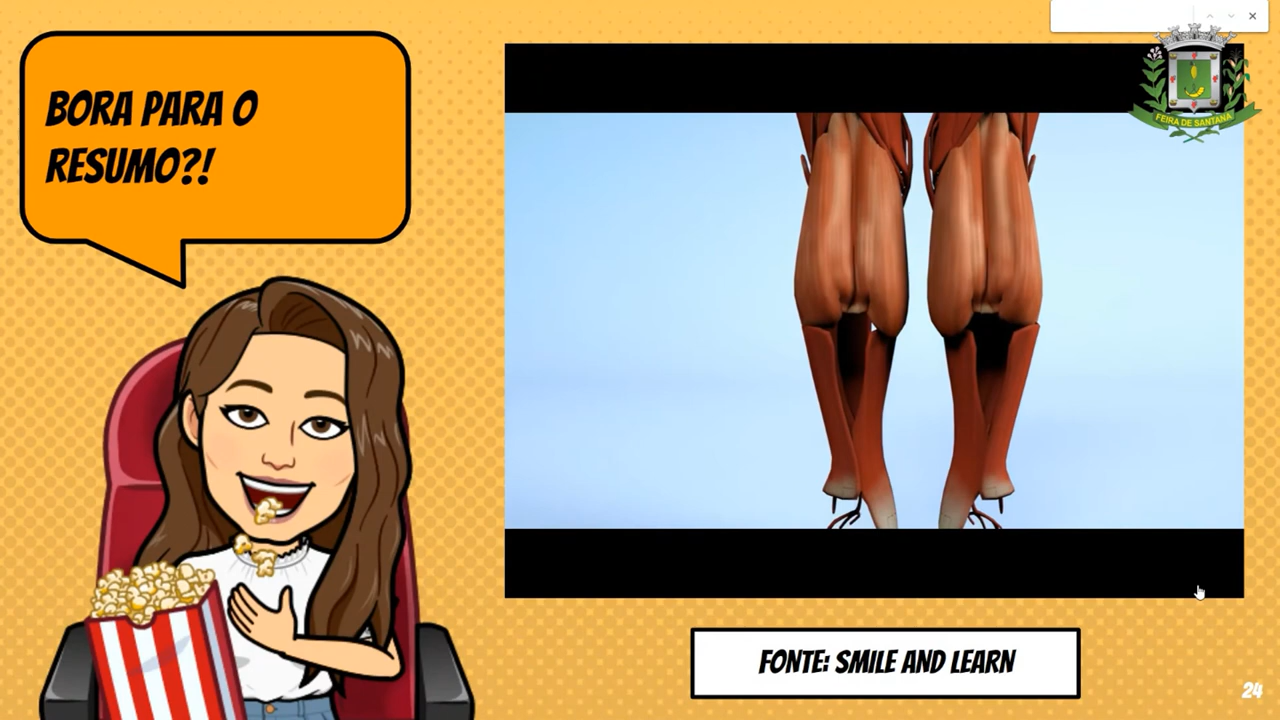 BORA PARA O
RESUMO?!
FEIRA DE SANTANA
FONTE: SMILE AND LEARN
24